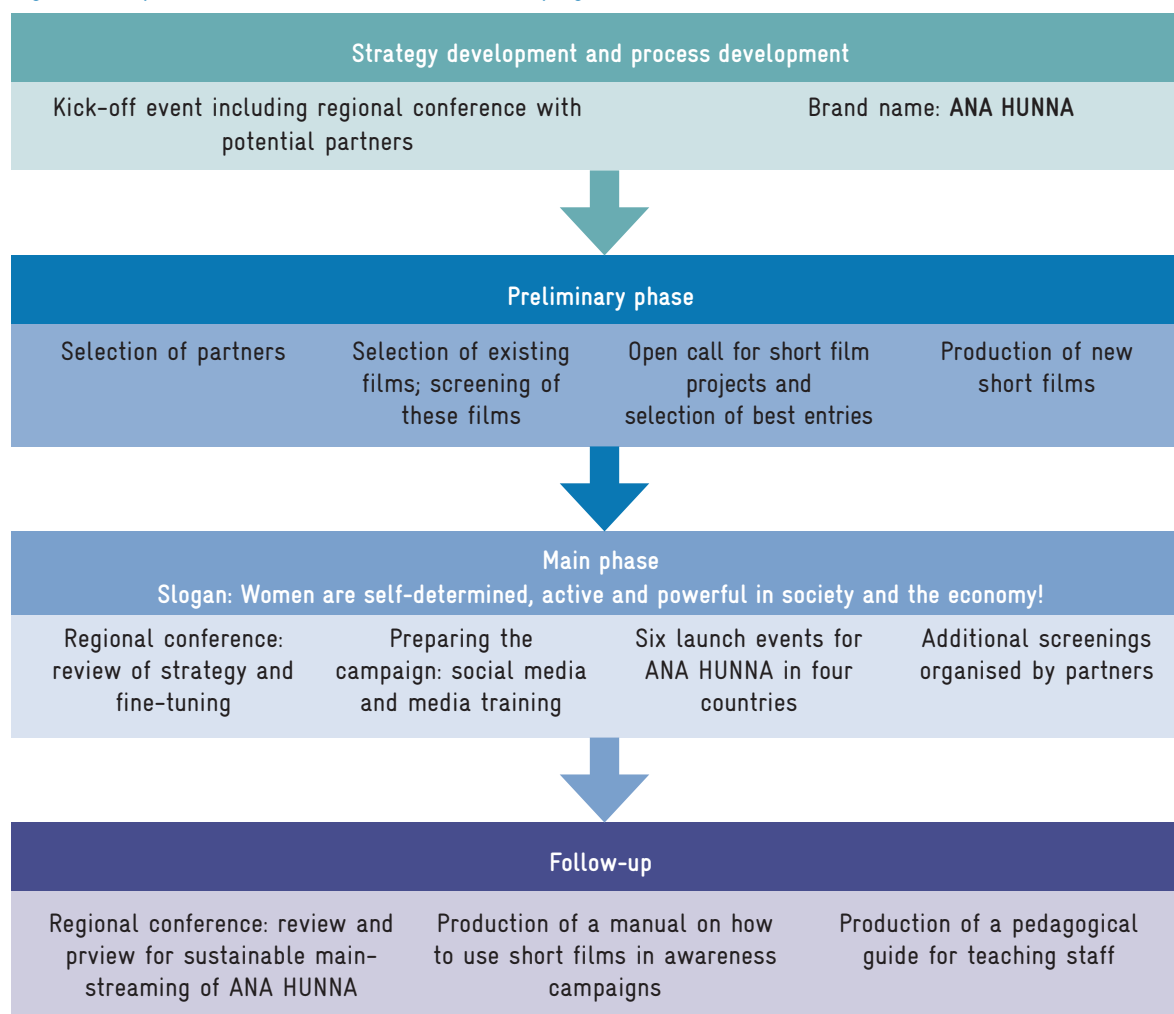 Strategy development and process development
Kick-off event including regional conference with
potential partners
Brand name: ANA HUNNA
Preliminary phase
Selection of partners
Selection of existing
films; screening of
these films
Open call for short film
projects and
selection of best entries
Production of new
short films
Main phase
Slogan: Women are self-determined, active and powerful in society and the economy!
Regional conference:
review of strategy and
fine-tuning
Preparing the
campaign: social media
and media training
Six launch events for
ANA HUNNA in four
countries
Additional screenings
organised by partners
Follow-up
Regional conference: review and
prview for sustainable main-
streaming of ANA HUNNA
Production of a manual on how
to use short films in awareness
campaigns
Production of a pedagogical
guide for teaching staff